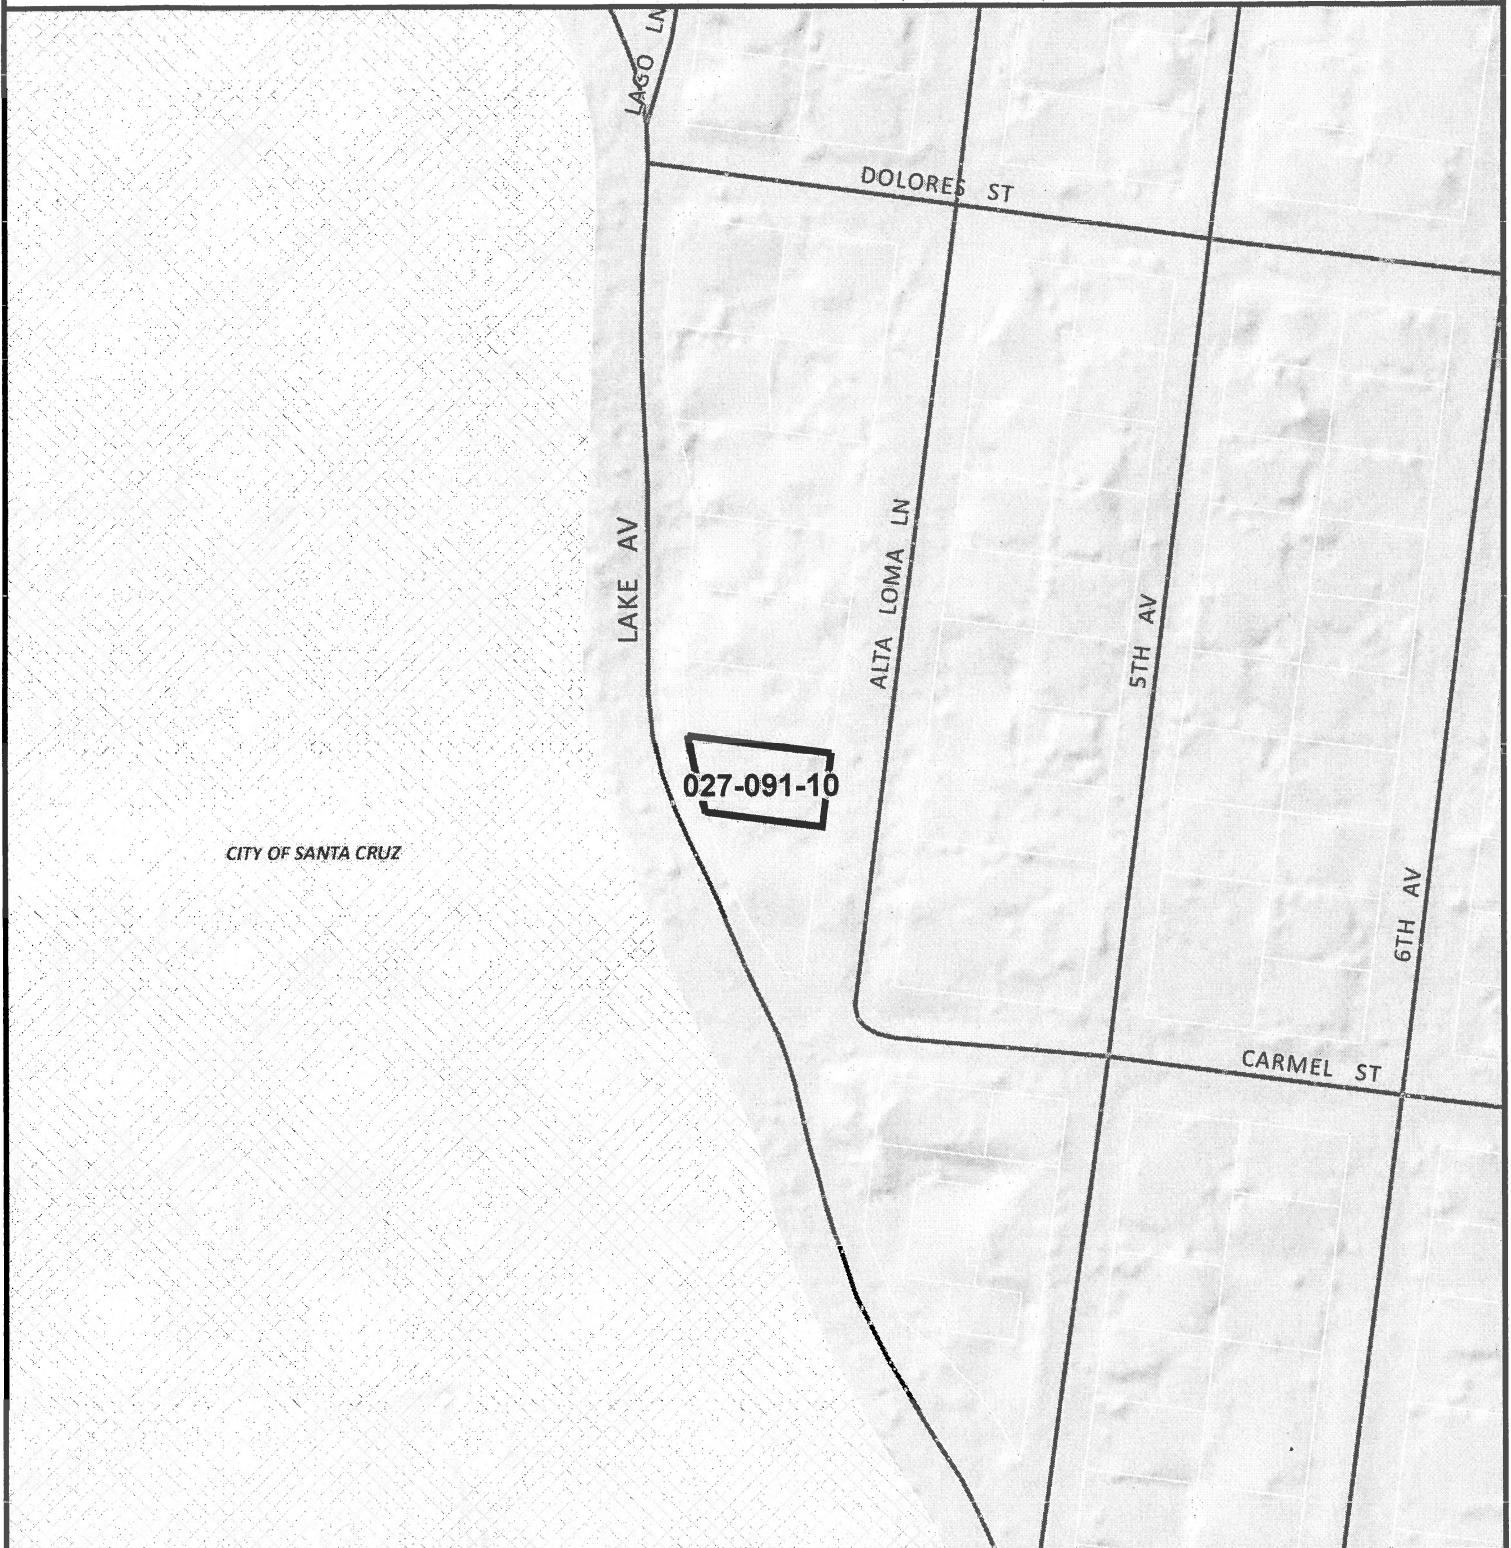 LAGO LN
DOLORES ST
LAKE AV
ALTA LOMA LN
5TH AV
027-091-10
CITY OF SANTA CRUZ
6TH AV
CARMEL ST